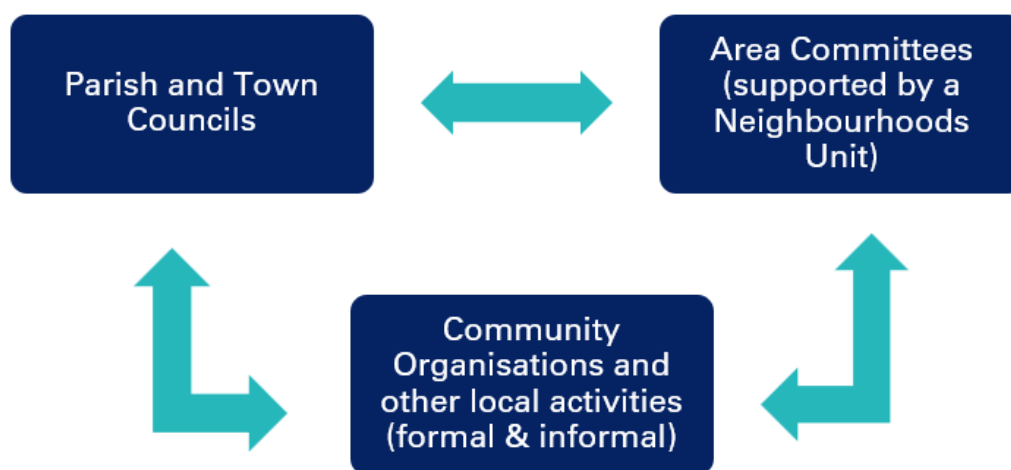 Parish and Town
Councils
Area Committees
(supported by a
Neighbourhoods
Unit)
Community
Organisations and
other local activities
(formal & informal)